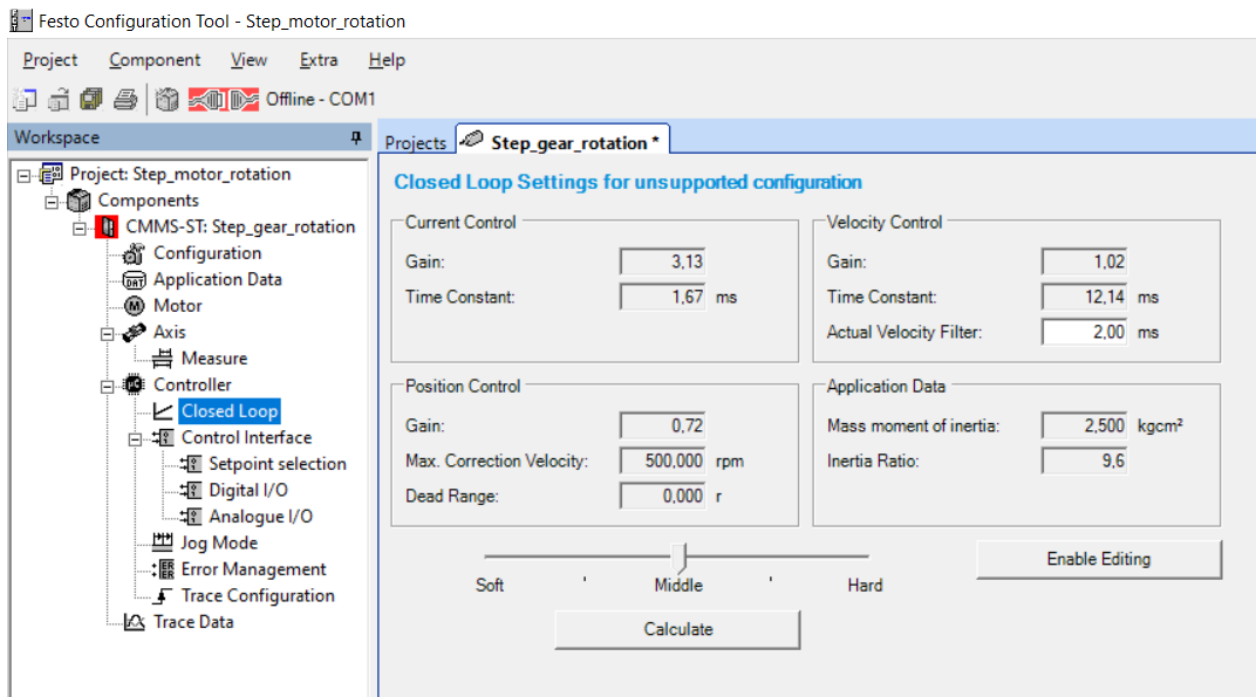 Festo Configuration Tool - Step_motor_rotation
Project Component View Extra Help
Offline - COM1
Workspace
Projects Step_gear_rotation *
Project: Step_motor_rotation
Components
CMMS-ST: Step_gear_rotation
Configuration
Application Data
Motor
Axis
Measure
Controller
Closed Loop
Control Interface
Setpoint selection
Digital I/O
Analogue I/O
Jog Mode
Error Management
Trace Configuration
Trace Data
Closed Loop Settings for unsupported configuration
Current Control
Gain: 3,13
Time Constant: 1,67 ms
Velocity Control
Gain: 1,02
Time Constant: 12,14 ms
Actual Velocity Filter: 2,00 ms
Position Control
Gain: 0,72
Max. Correction Velocity: 500,000 rpm
Dead Range: 0,000 r
Application Data
Mass moment of inertia: 2,500 kgcm²
Inertia Ratio: 9,6
Soft ' Middle ' Hard
Enable Editing
Calculate